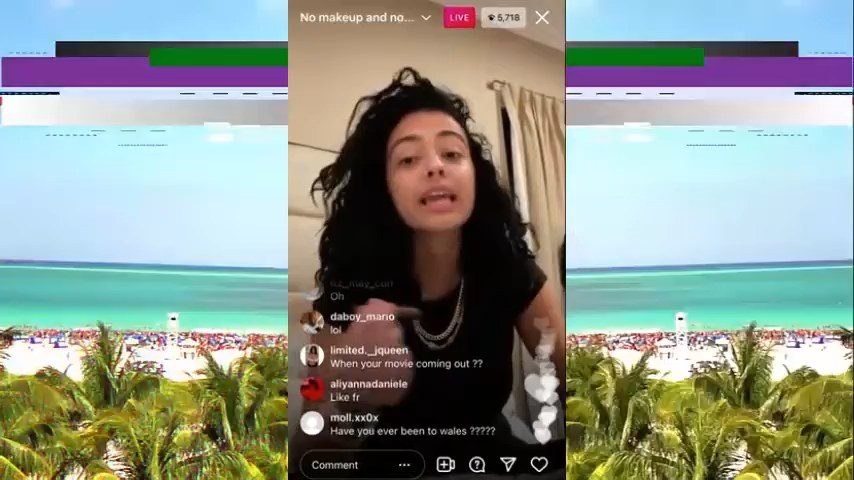 No makeup and no...
LIVE
5,718
Oh
daboy_mario
lol
limited._jqueen
When your movie coming out ??
aliyannadaniele
Like fr
moll.xx0x
Have you ever been to wales ?????
Comment